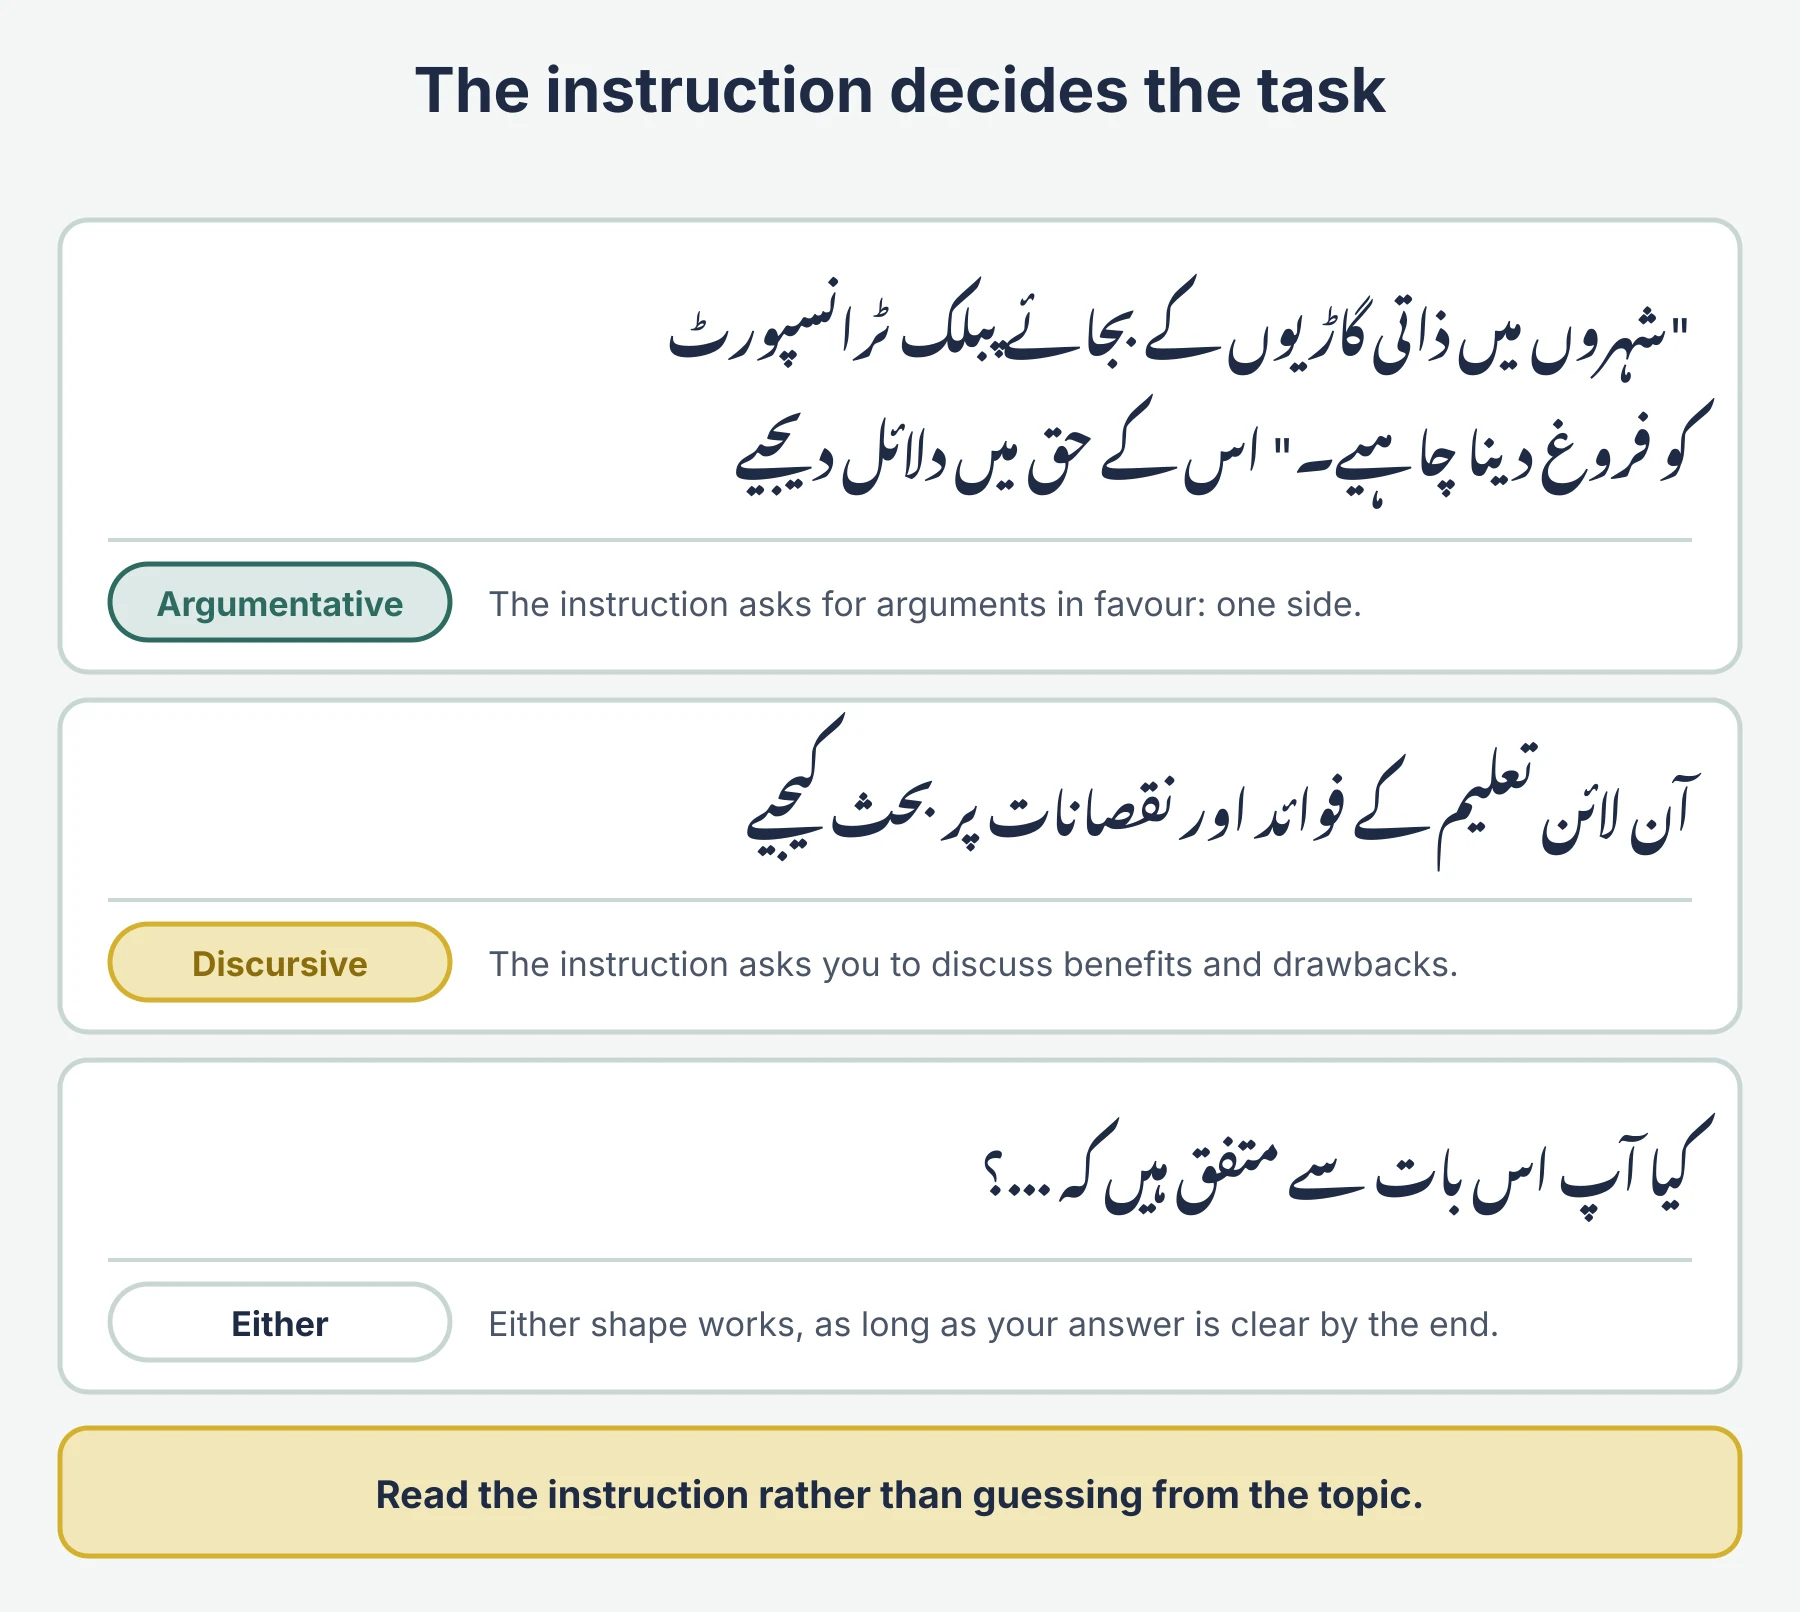 The instruction decides the task
"شہروں میں ذاتی گاڑیوں کے بجائے پبلک ٹرانسپورٹ
کو فروغ دینا چاہیے۔" اس کے حق میں دلائل دیجیے
Argumentative The instruction asks for arguments in favour: one side.
آن لائن تعلیم کے فوائد اور نقصانات پر بحث کیجیے
Discursive The instruction asks you to discuss benefits and drawbacks.
کیا آپ اس بات سے متفق ہیں کہ...؟
Either Either shape works, as long as your answer is clear by the end.
Read the instruction rather than guessing from the topic.